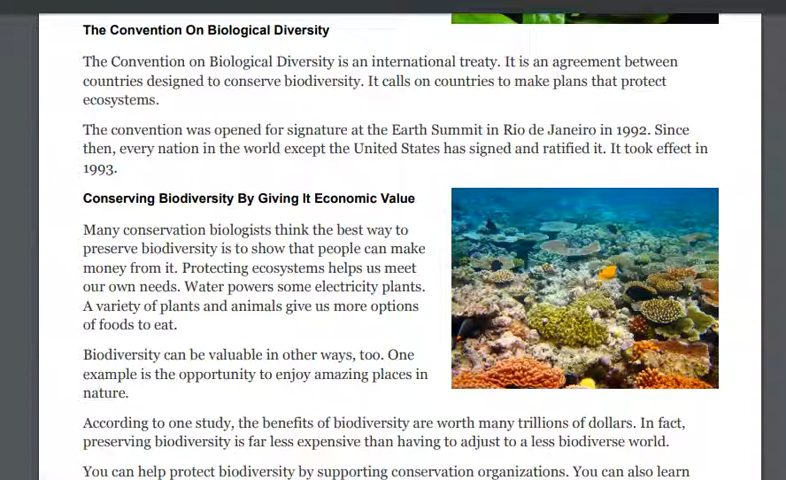 The Convention On Biological Diversity
The Convention on Biological Diversity is an international treaty. It is an agreement between
countries designed to conserve biodiversity. It calls on countries to make plans that protect
ecosystems.
The convention was opened for signature at the Earth Summit in Rio de Janeiro in 1992. Since
then, every nation in the world except the United States has signed and ratified it. It took effect in
1993.
Conserving Biodiversity By Giving It Economic Value
Many conservation biologists think the best way to
preserve biodiversity is to show that people can make
money from it. Protecting ecosystems helps us meet
our own needs. Water powers some electricity plants.
A variety of plants and animals give us more options
of foods to eat.
Biodiversity can be valuable in other ways, too. One
example is the opportunity to enjoy amazing places in
nature.
According to one study, the benefits of biodiversity are worth many trillions of dollars. In fact,
preserving biodiversity is far less expensive than having to adjust to a less biodiverse world.
You can help protect biodiversity by supporting conservation organizations. You can also learn